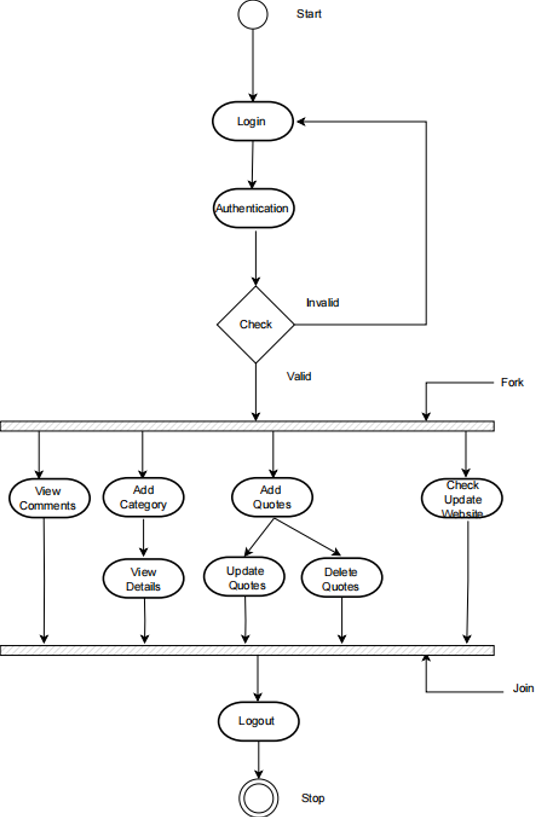 Start
Login
Authentication
Invalid
Check
Valid
Fork
View
Comments
Add
Category
Add
Quotes
Check
Update
Website
View
Details
Update
Quotes
Delete
Quotes
Join
Logout
Stop